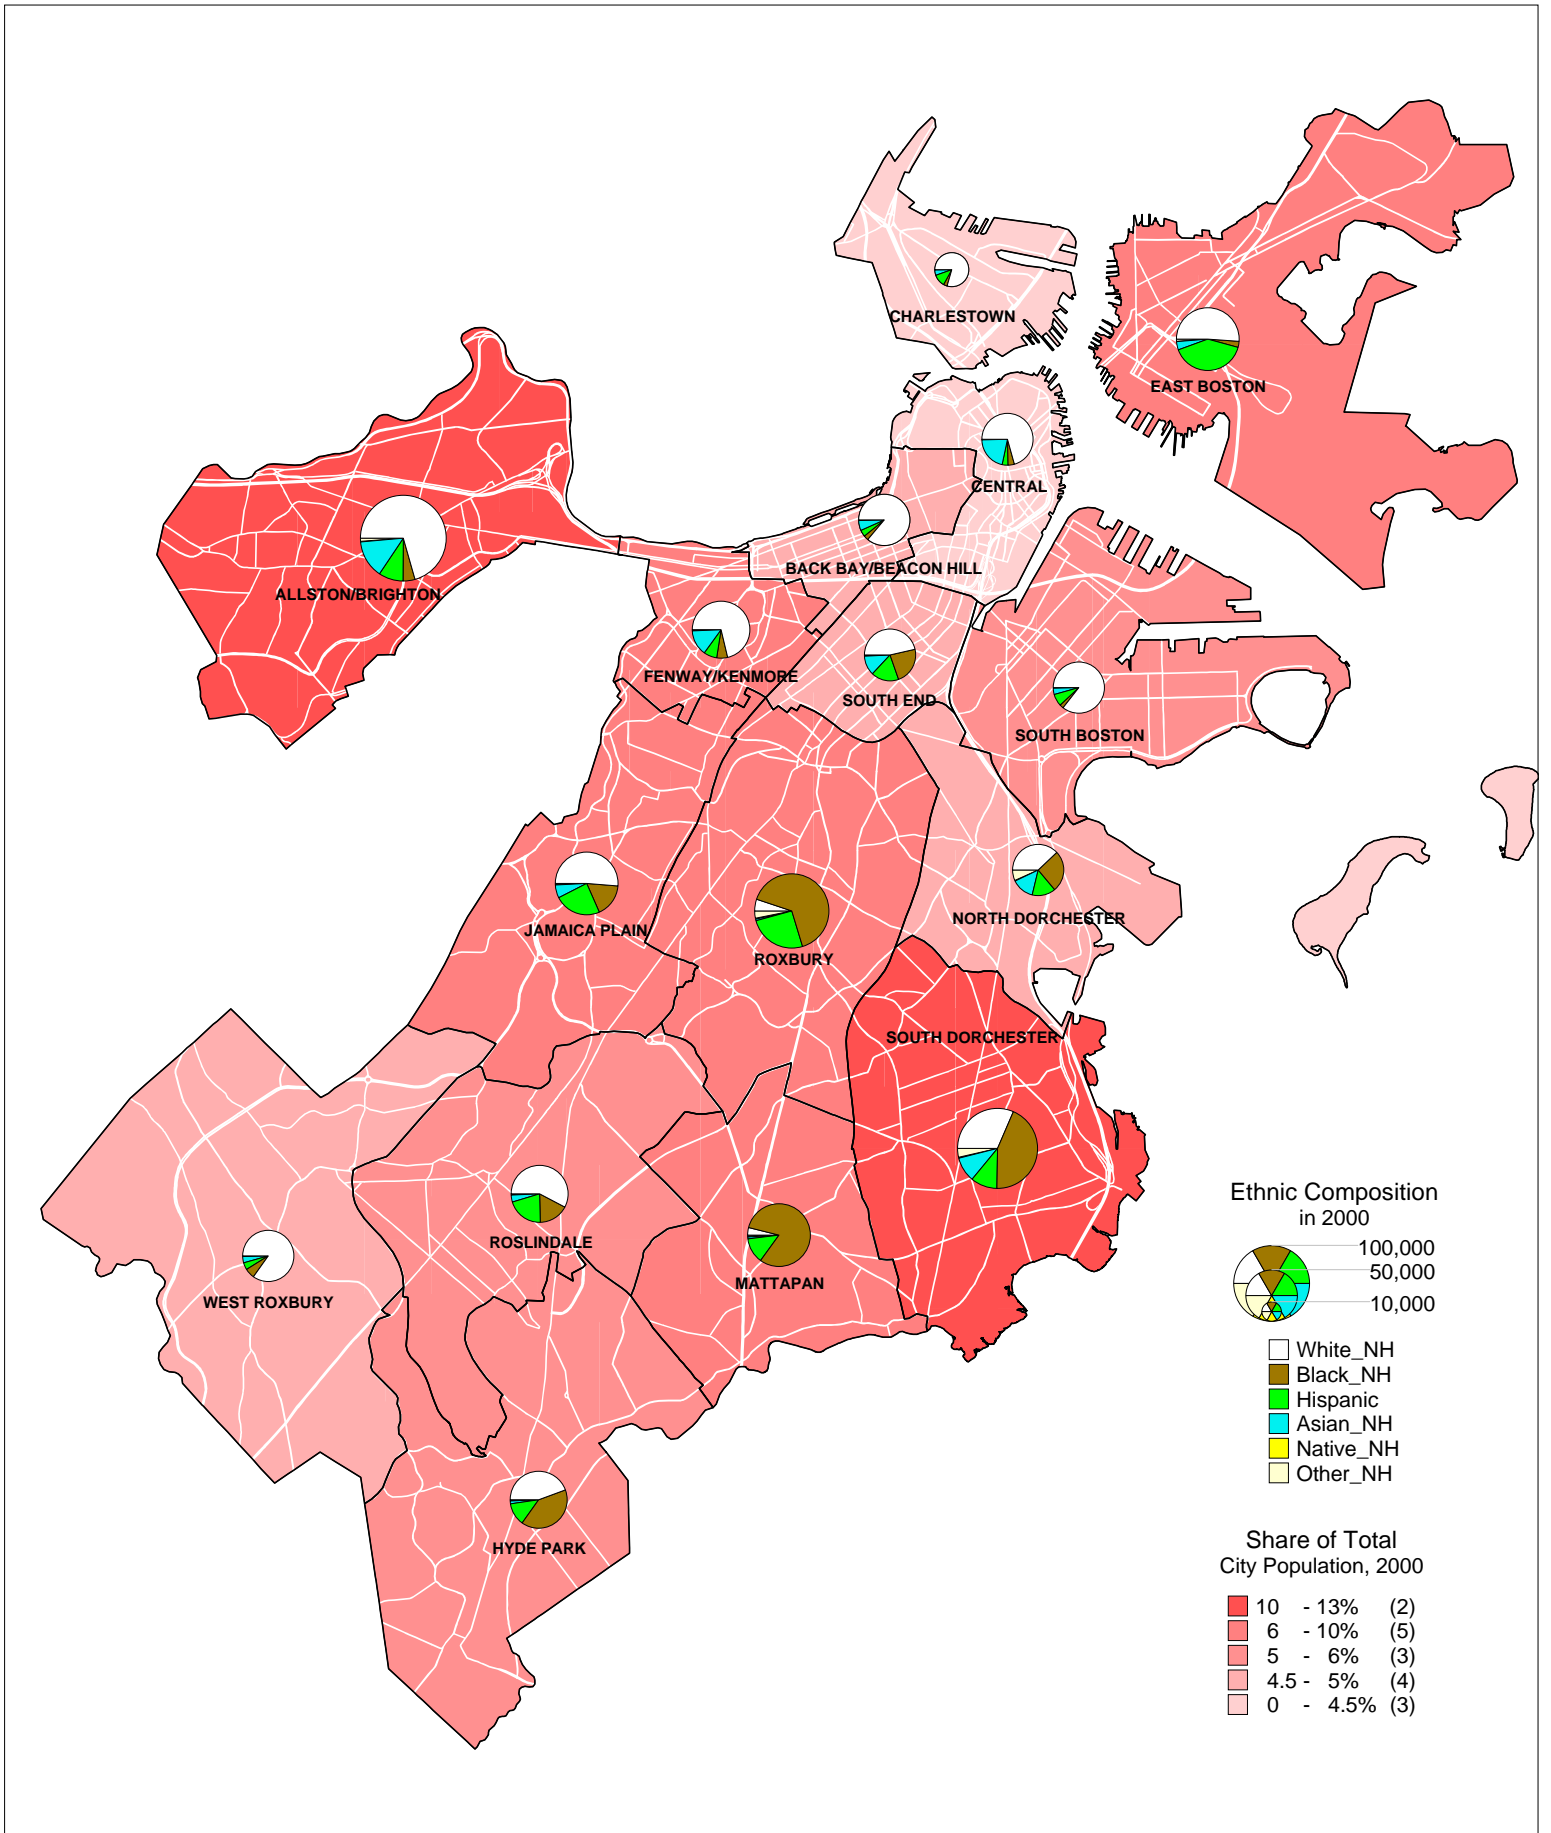 CHARLESTOWN
EAST BOSTON
CENTRAL
BACK BAY/BEACON HILL
ALLSTON/BRIGHTON
FENWAY/KENMORE
SOUTH END
SOUTH BOSTON
NORTH DORCHESTER
JAMAICA PLAIN
ROXBURY
SOUTH DORCHESTER
ROSLINDALE
MATTAPAN
WEST ROXBURY
HYDE PARK
Ethnic Composition
in 2000
100,000
50,000
10,000
White_NH
Black_NH
Hispanic
Asian_NH
Native_NH
Other_NH
Share of Total
City Population, 2000
10 - 13% (2)
6 - 10% (5)
5 - 6% (3)
4.5 - 5% (4)
0 - 4.5% (3)